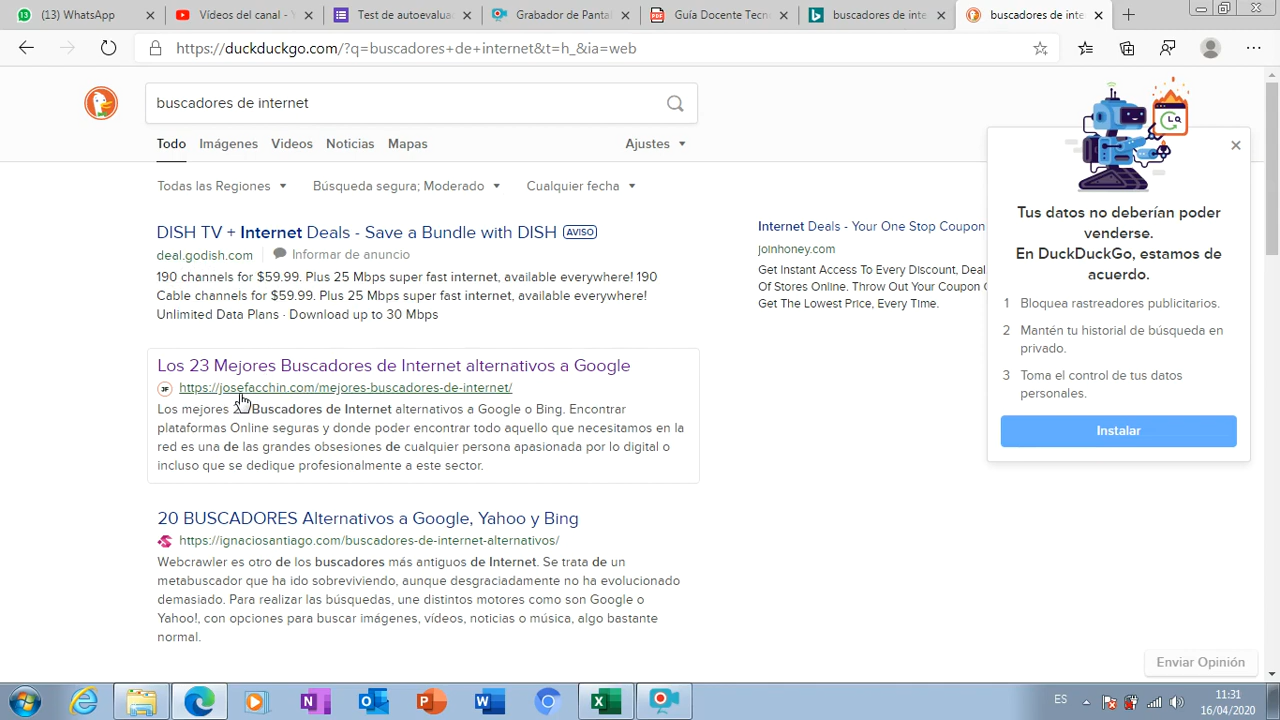 (13) WhatsApp
Vídeos del canal - Y
Test de autoevalua
Grabador de Pantal
Guía Docente Tecn
buscadores de inte
buscadores de inte
https://duckduckgo.com/?q=buscadores+de+internet&t=h_&ia=web
buscadores de internet
Todo Imágenes Videos Noticias Mapas Ajustes
Todas las Regiones Búsqueda segura; Moderado Cualquier fecha
DISH TV + Internet Deals - Save a Bundle with DISH AVISO
deal.godish.com Informar de anuncio
190 channels for $59.99. Plus 25 Mbps super fast internet, available everywhere! 190
Cable channels for $59.99. Plus 25 Mbps super fast internet, available everywhere!
Unlimited Data Plans · Download up to 30 Mbps
Los 23 Mejores Buscadores de Internet alternativos a Google
JF https://josefacchin.com/mejores-buscadores-de-internet/
Los mejores 2 Buscadores de Internet alternativos a Google o Bing. Encontrar
plataformas Online seguras y donde poder encontrar todo aquello que necesitamos en la
red es una de las grandes obsesiones de cualquier persona apasionada por lo digital o
incluso que se dedique profesionalmente a este sector.
20 BUSCADORES Alternativos a Google, Yahoo y Bing
https://ignaciosantiago.com/buscadores-de-internet-alternativos/
Webcrawler es otro de los buscadores más antiguos de Internet. Se trata de un
metabuscador que ha ido sobreviviendo, aunque desgraciadamente no ha evolucionado
demasiado. Para realizar las búsquedas, une distintos motores como son Google o
Yahoo!, con opciones para buscar imágenes, vídeos, noticias o música, algo bastante
normal.
Internet Deals - Your One Stop Coupon
joinhoney.com
Get Instant Access To Every Discount, Deal
Of Stores Online. Throw Out Your Coupon
Get The Lowest Price, Every Time.
Tus datos no deberían poder
venderse.
En DuckDuckGo, estamos de
acuerdo.
1 Bloquea rastreadores publicitarios.
2 Mantén tu historial de búsqueda en
privado.
3 Toma el control de tus datos
personales.
Instalar
Enviar Opinión
ES
11:31
16/04/2020